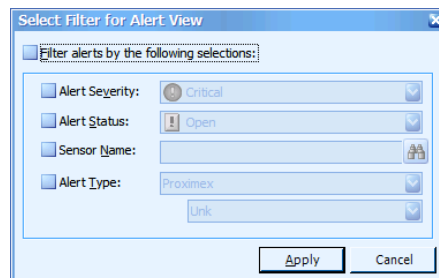 Select Filter for Alert View
Filter alerts by the following selections:
Alert Severity: Critical
Alert Status: Open
Sensor Name:
Alert Type: Proximex
Unk
Apply Cancel